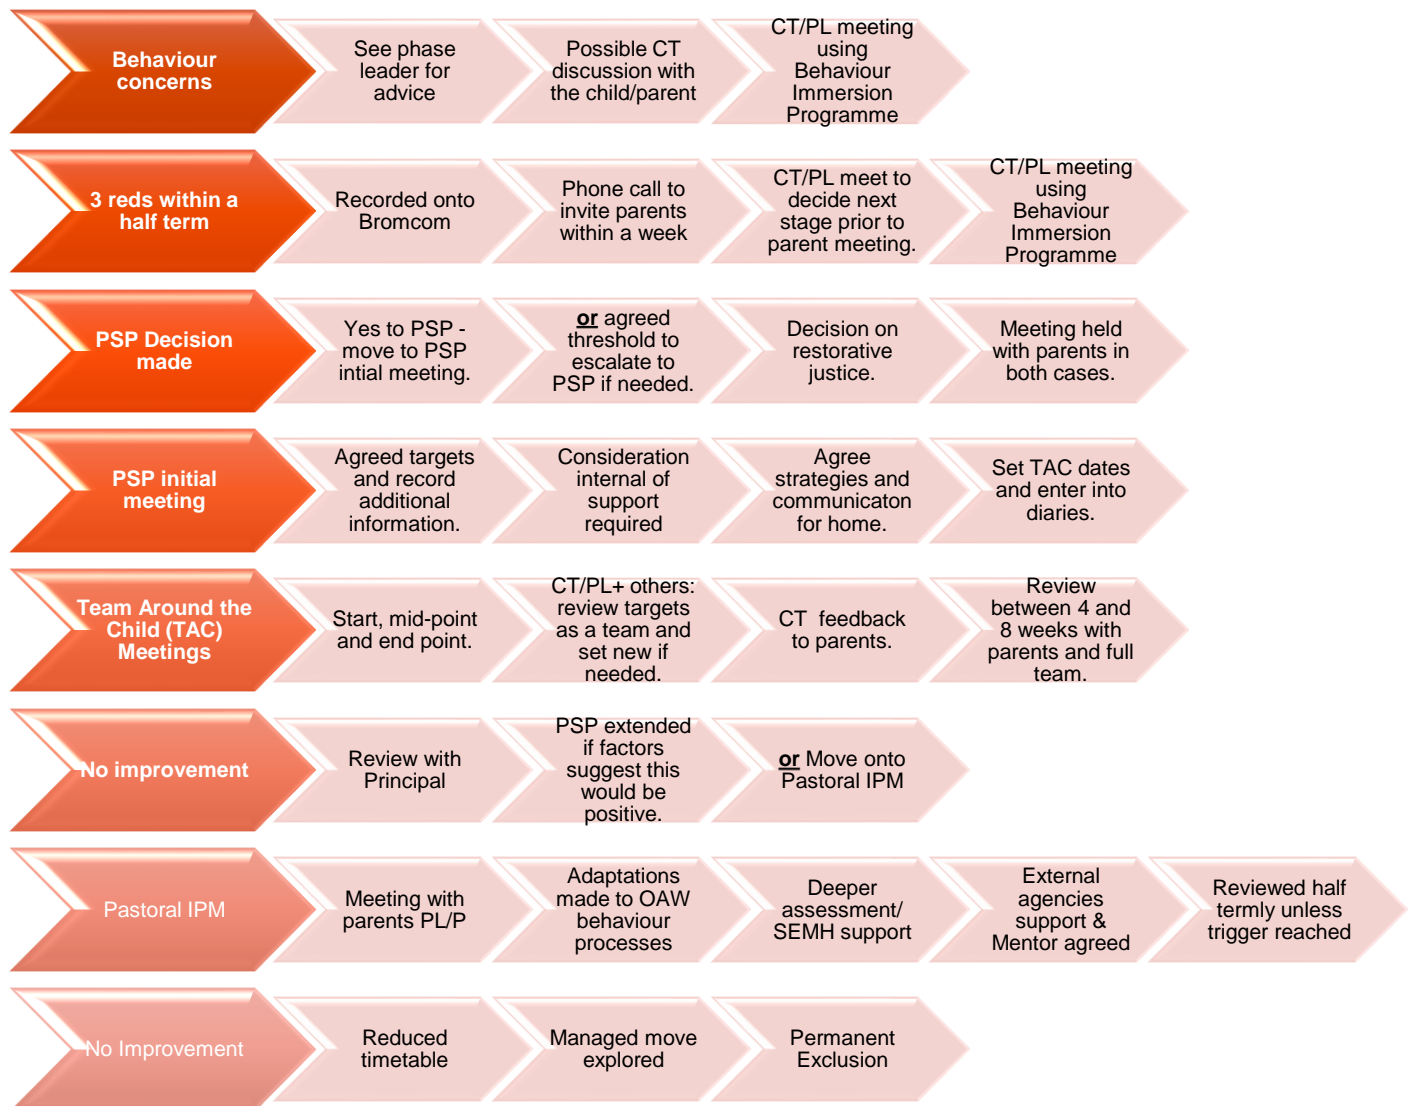 Behaviour
concerns
See phase
leader for
advice
Possible CT
discussion with
the child/parent
CT/PL meeting
using
Behaviour
Immersion
Programme
3 reds within a
half term
Recorded onto
Bromcom
Phone call to
invite parents
within a week
CT/PL meet to
decide next
stage prior to
parent meeting.
CT/PL meeting
using
Behaviour
Immersion
Programme
PSP Decision
made
Yes to PSP -
move to PSP
intial meeting.
or agreed
threshold to
escalate to
PSP if needed.
Decision on
restorative
justice.
Meeting held
with parents in
both cases.
PSP initial
meeting
Agreed targets
and record
additional
information.
Consideration
internal of
support
required
Agree
strategies and
communicaton
for home.
Set TAC dates
and enter into
diaries.
Team Around the
Child (TAC)
Meetings
Start, mid-point
and end point.
CT/PL+ others:
review targets
as a team and
set new if
needed.
CT feedback
to parents.
Review
between 4 and
8 weeks with
parents and full
team.
No improvement
Review with
Principal
PSP extended
if factors
suggest this
would be
positive.
or Move onto
Pastoral IPM
Pastoral IPM
Meeting with
parents PL/P
Adaptations
made to OAW
behaviour
processes
Deeper
assessment/
SEMH support
External
agencies
support &
Mentor agreed
Reviewed half
termly unless
trigger reached
No Improvement
Reduced
timetable
Managed move
explored
Permanent
Exclusion